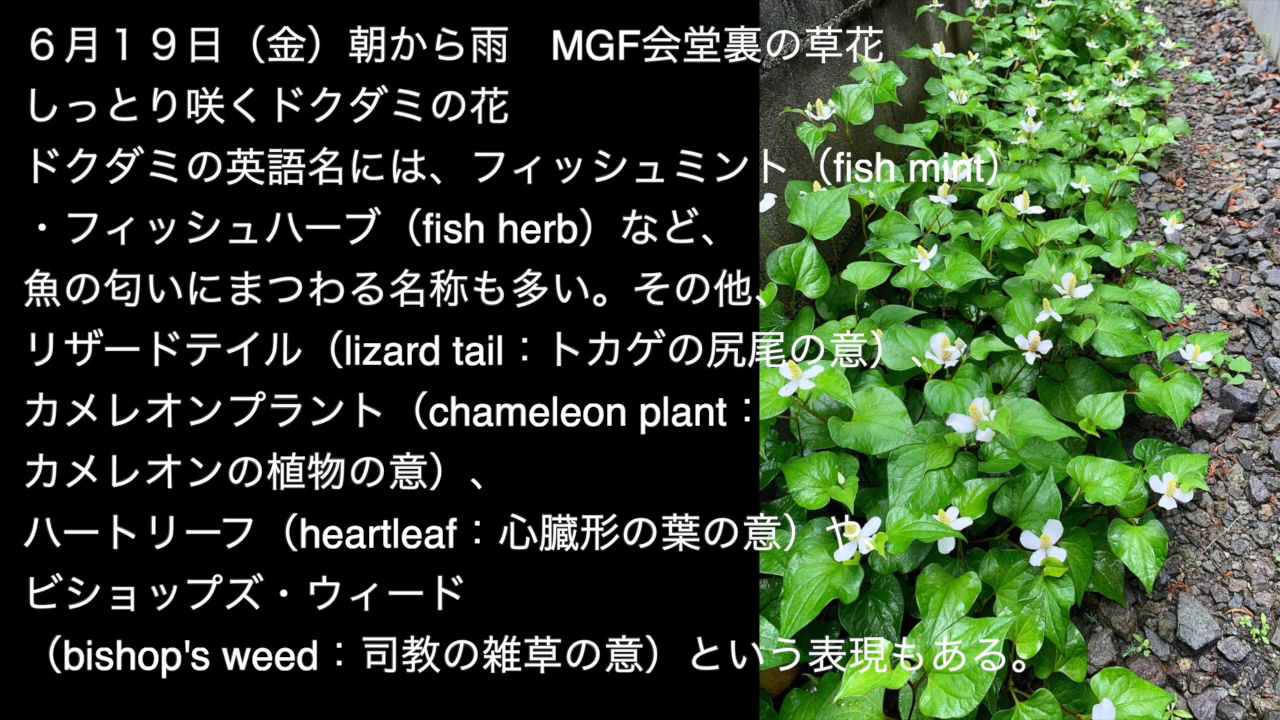 ６月１９日（金）朝から雨　MGF会堂裏の草花
しっとり咲くドクダミの花
ドクダミの英語名には、フィッシュミント（fish mint）
・フィッシュハーブ（fish herb）など、
魚の匂いにまつわる名称も多い。その他、
リザードテイル（lizard tail：トカゲの尻尾の意）、
カメレオンプラント（chameleon plant：
カメレオンの植物の意）、
ハートリーフ（heartleaf：心臓形の葉の意）や
ビショップズ・ウィード
（bishop's weed：司教の雑草の意）という表現もある。